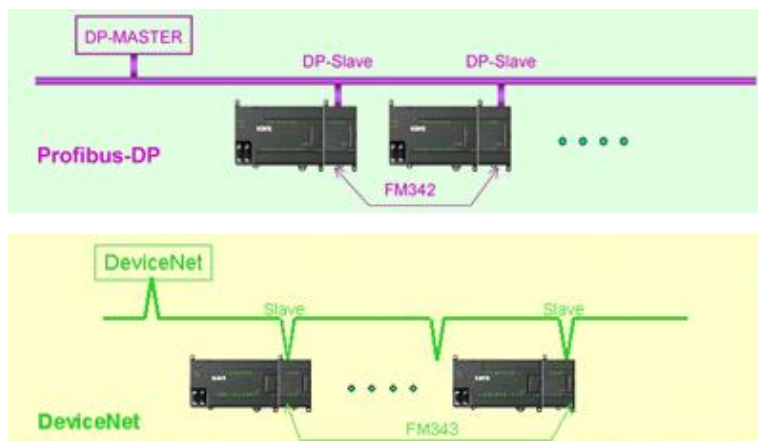 DP-MASTER
DP-Slave
DP-Slave
Profibus-DP
FM342
DeviceNet
Slave
Slave
DeviceNet
FM343